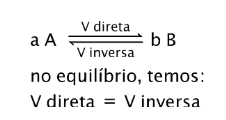 V direta
a A ⇌ b B
V inversa
no equilíbrio, temos:
V direta = V inversa